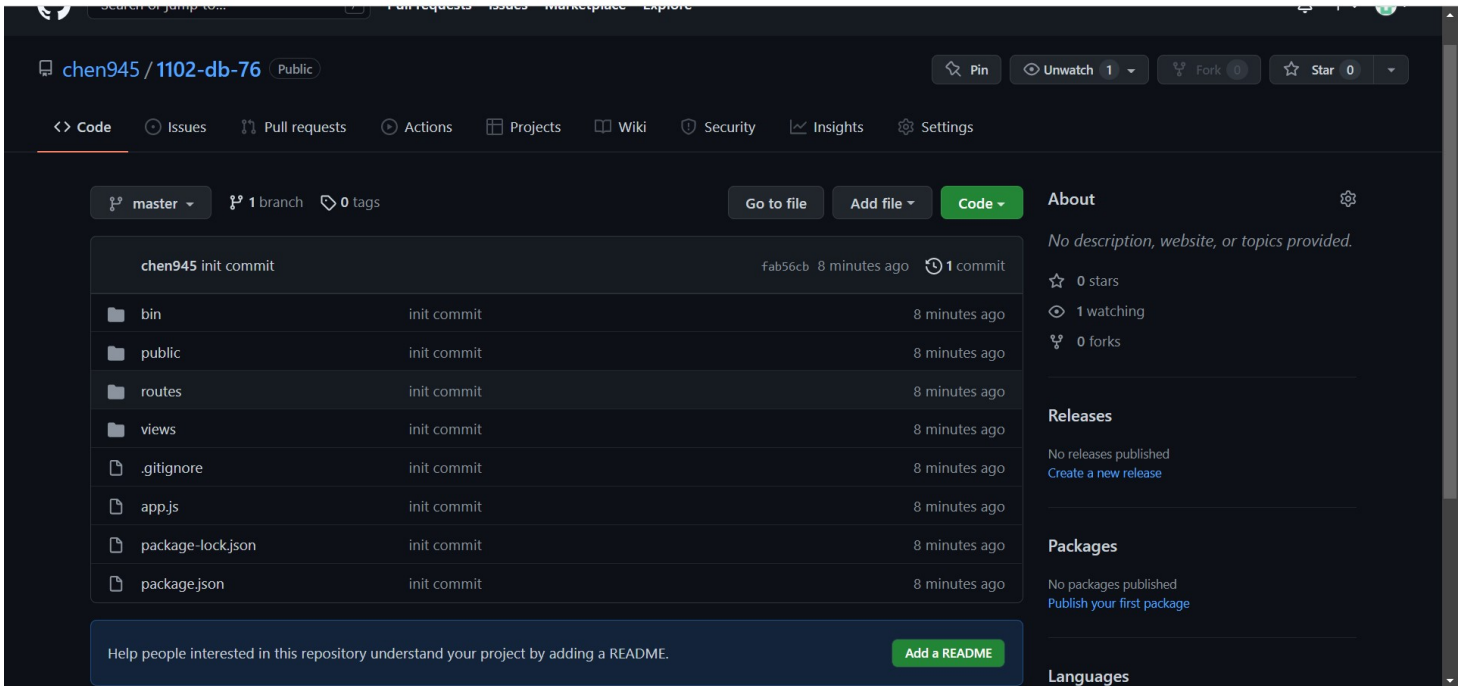 Search or jump to... /
Pull requests Issues Marketplace Explore
chen945 / 1102-db-76 Public
Pin Unwatch 1 Fork 0 Star 0
<> Code Issues Pull requests Actions Projects Wiki Security Insights Settings
master 1 branch 0 tags Go to file Add file Code
chen945 init commit fab56cb 8 minutes ago 1 commit
bin init commit 8 minutes ago
public init commit 8 minutes ago
routes init commit 8 minutes ago
views init commit 8 minutes ago
.gitignore init commit 8 minutes ago
app.js init commit 8 minutes ago
package-lock.json init commit 8 minutes ago
package.json init commit 8 minutes ago
Help people interested in this repository understand your project by adding a README. Add a README
About
No description, website, or topics provided.
0 stars
1 watching
0 forks
Releases
No releases published
Create a new release
Packages
No packages published
Publish your first package
Languages